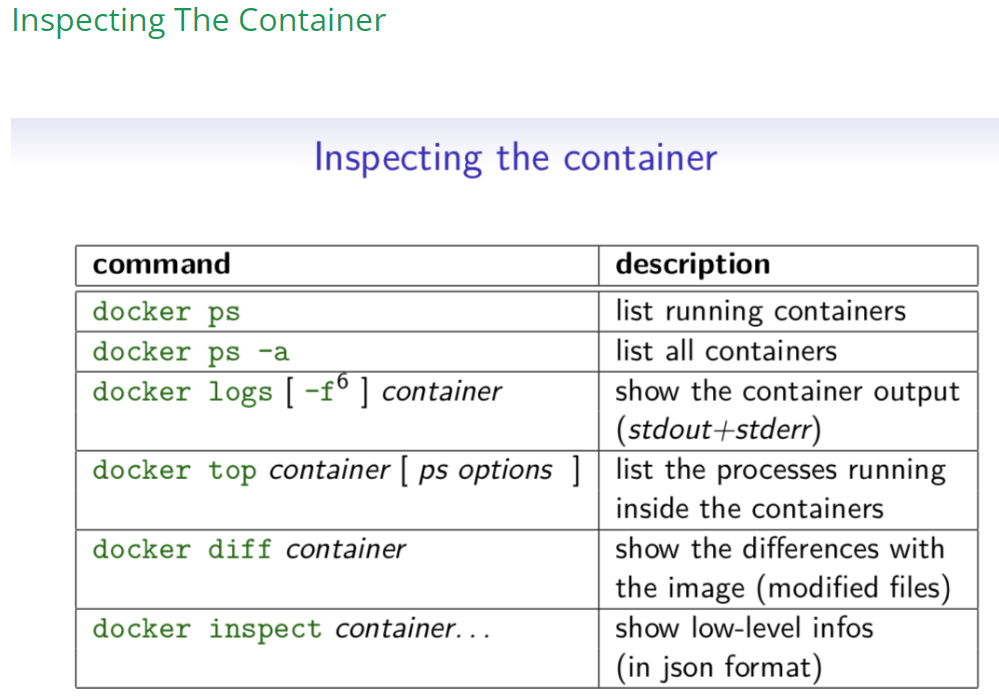 Inspecting The Container
Inspecting the container
command description
docker ps list running containers
docker ps -a list all containers
docker logs [ -f⁶ ] container show the container output
(stdout+stderr)
docker top container [ ps options ] list the processes running
inside the containers
docker diff container show the differences with
the image (modified files)
docker inspect container... show low-level infos
(in json format)